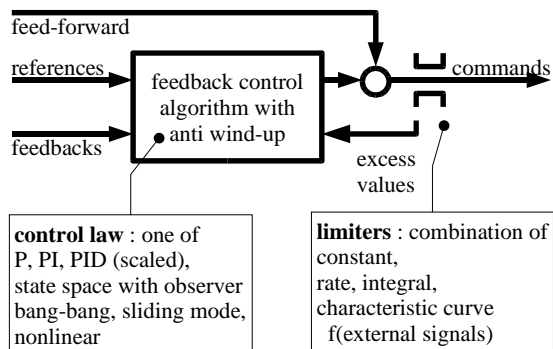 feed-forward
references
feedbacks
feedback control
algorithm with
anti wind-up
commands
excess
values
control law : one of
P, PI, PID (scaled),
state space with observer
bang-bang, sliding mode,
nonlinear
limiters : combination of
constant,
rate, integral,
characteristic curve
f(external signals)